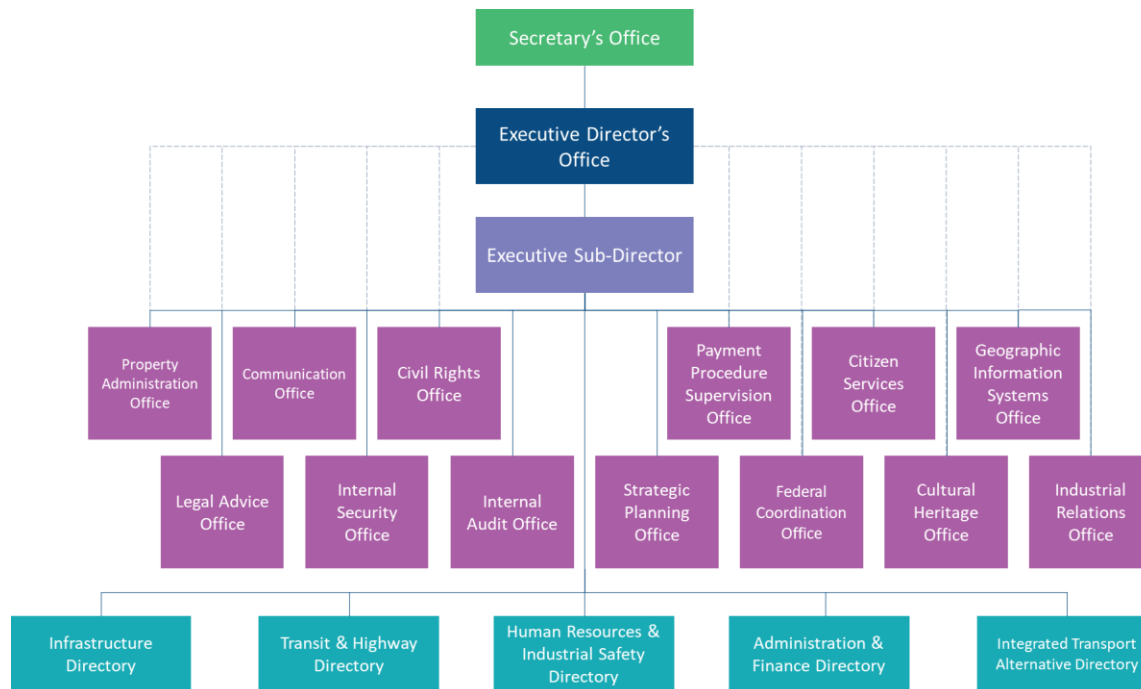 Secretary’s Office
Executive Director’s
Office
Executive Sub-Director
Property
Administration
Office
Communication
Office
Civil Rights
Office
Payment
Procedure
Supervision
Office
Citizen
Services
Office
Geographic
Information
Systems
Office
Legal Advice
Office
Internal
Security
Office
Internal
Audit Office
Strategic
Planning
Office
Federal
Coordination
Office
Cultural
Heritage
Office
Industrial
Relations
Office
Infrastructure
Directory
Transit & Highway
Directory
Human Resources &
Industrial Safety
Directory
Administration &
Finance Directory
Integrated Transport
Alternative Directory